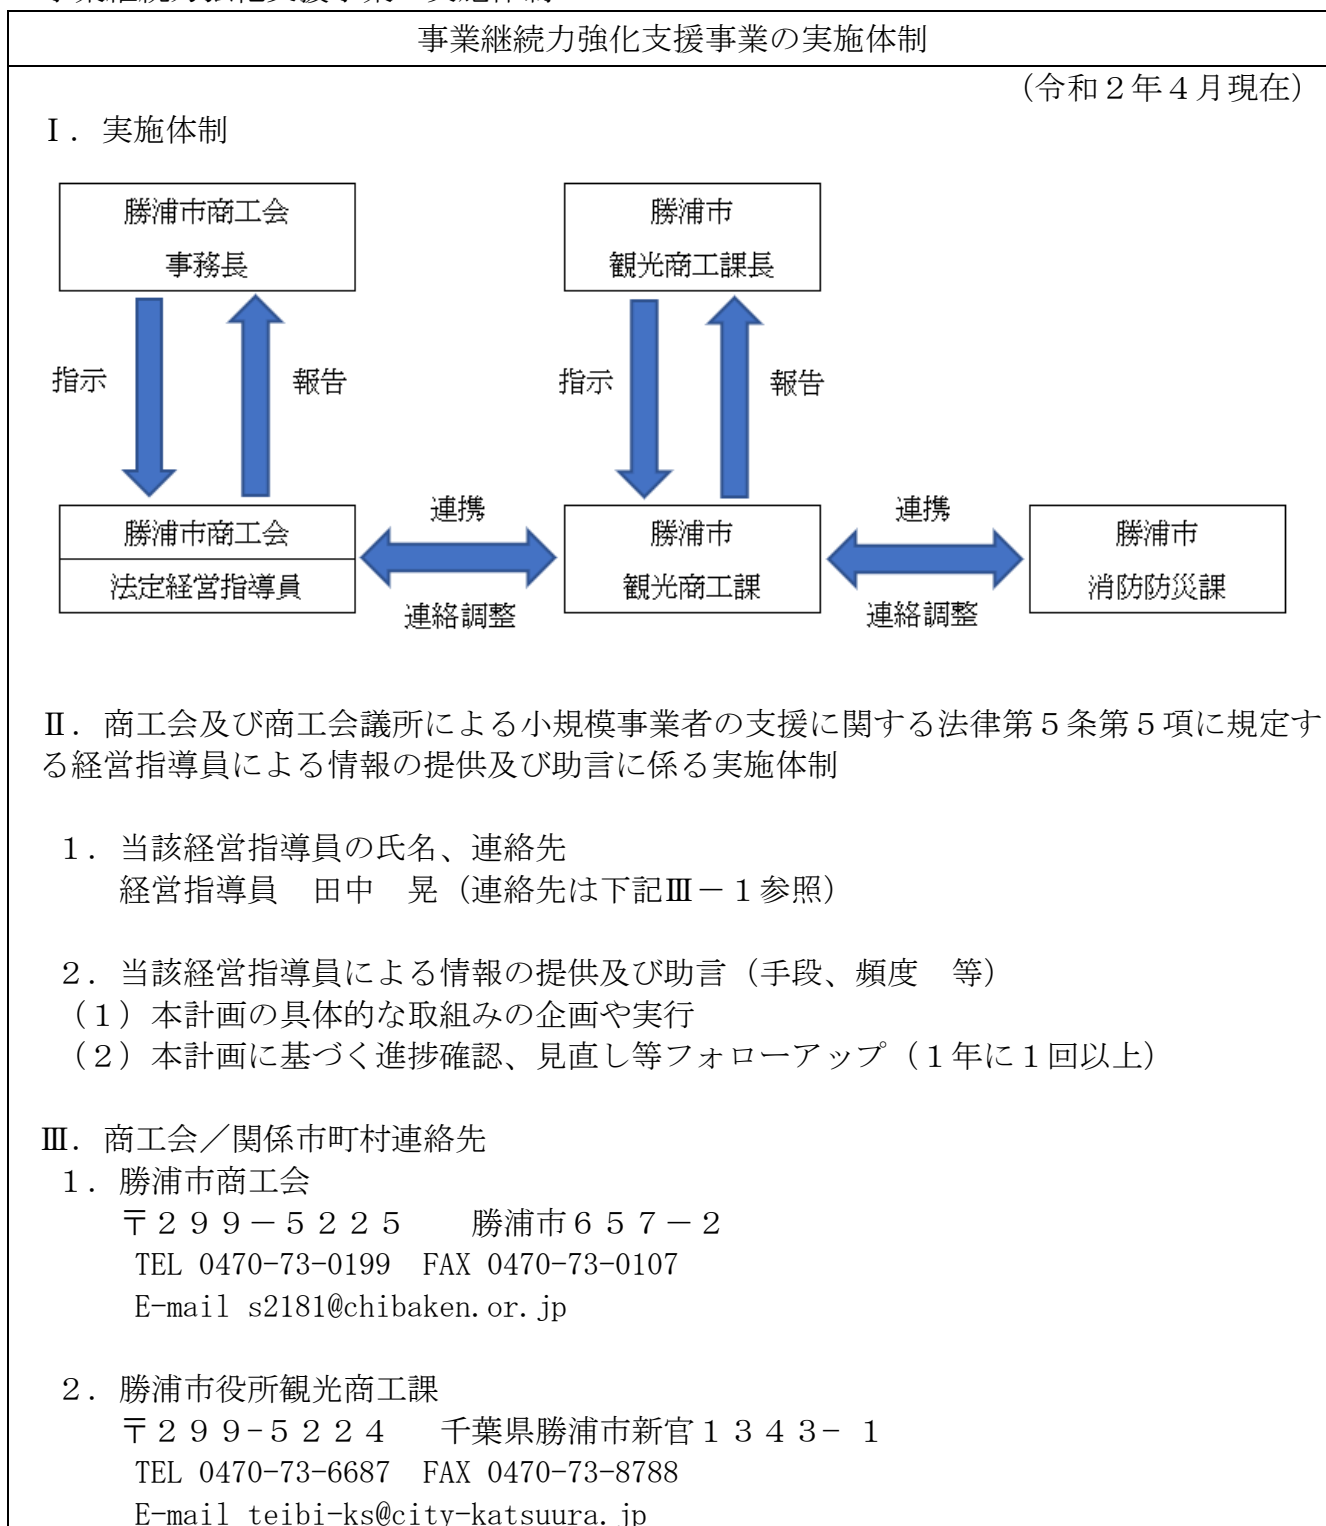 事業継続力強化支援事業の実施体制
（令和２年４月現在）
Ⅰ．実施体制
勝浦市商工会
事務長
勝浦市
観光商工課長
指示
報告
指示
報告
連携
連携
勝浦市商工会
法定経営指導員
勝浦市
観光商工課
勝浦市
消防防災課
連絡調整
連絡調整
Ⅱ．商工会及び商工会議所による小規模事業者の支援に関する法律第５条第５項に規定す
る経営指導員による情報の提供及び助言に係る実施体制
１．当該経営指導員の氏名、連絡先
経営指導員　田中　晃（連絡先は下記Ⅲ－１参照）
２．当該経営指導員による情報の提供及び助言（手段、頻度　等）
（１）本計画の具体的な取組みの企画や実行
（２）本計画に基づく進捗確認、見直し等フォローアップ（１年に１回以上）
Ⅲ．商工会／関係市町村連絡先
１．勝浦市商工会
〒２９９－５２２５　　勝浦市６５７－２
TEL 0470-73-0199　FAX 0470-73-0107
E-mail s2181@chibaken.or.jp
２．勝浦市役所観光商工課
〒２９９-５２２４　千葉県勝浦市新官１３４３-１
TEL 0470-73-6687　FAX 0470-73-8788
E-mail teibi-ks@city-katsuura.jp